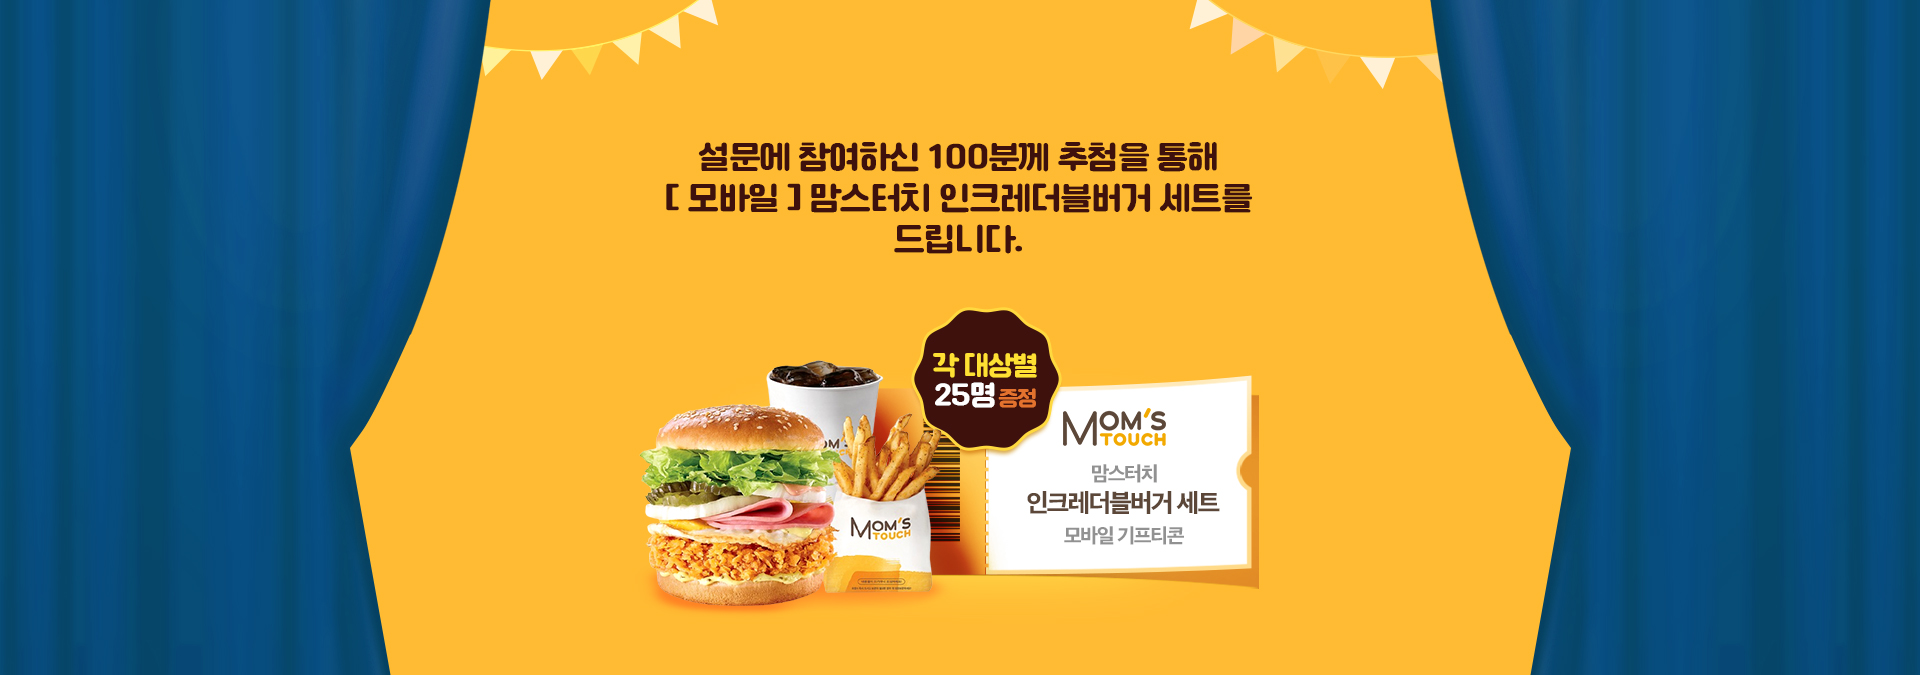 설문에 참여하신 100분께 추첨을 통해
[ 모바일 ] 맘스터치 인크레더블버거 세트를
드립니다.
각 대상별
25명 증정
MOM'S
TOUCH
맘스터치
인크레더블버거 세트
모바일 기프티콘
MOM'S
TOUCH